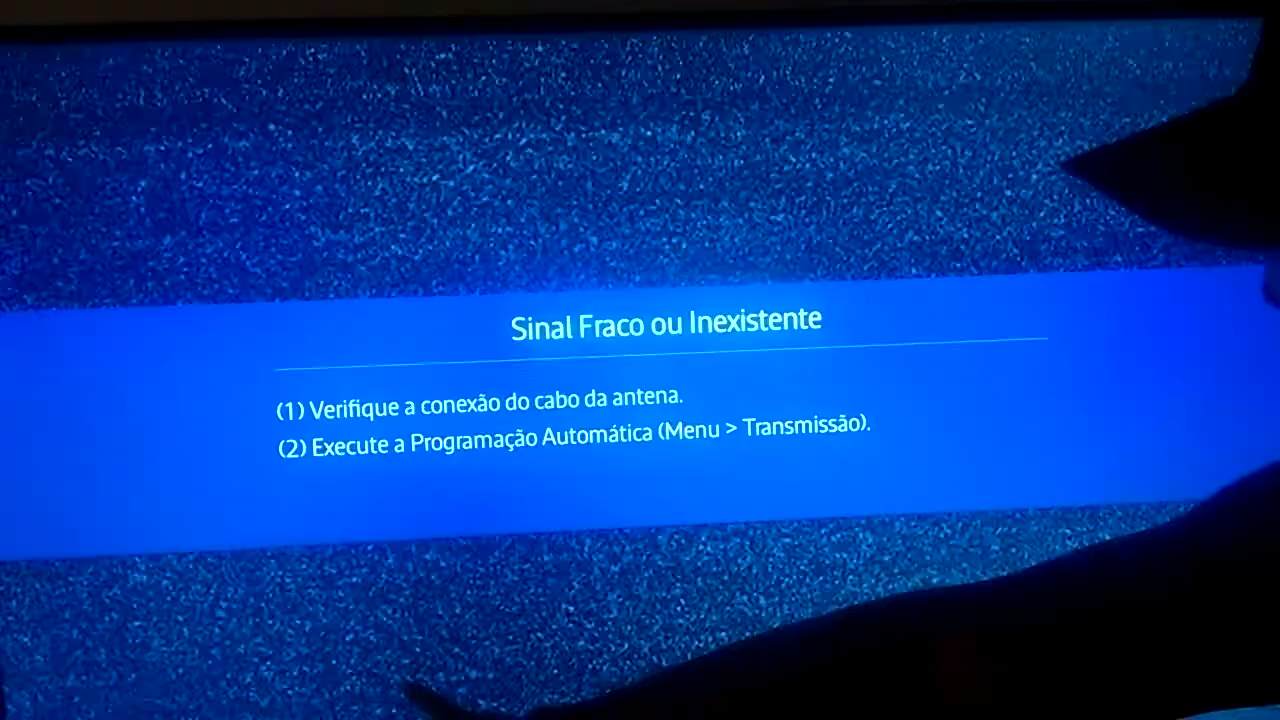 Sinal Fraco ou Inexistente
(1) Verifique a conexão do cabo da antena.
(2) Execute a Programação Automática (Menu > Transmissão).